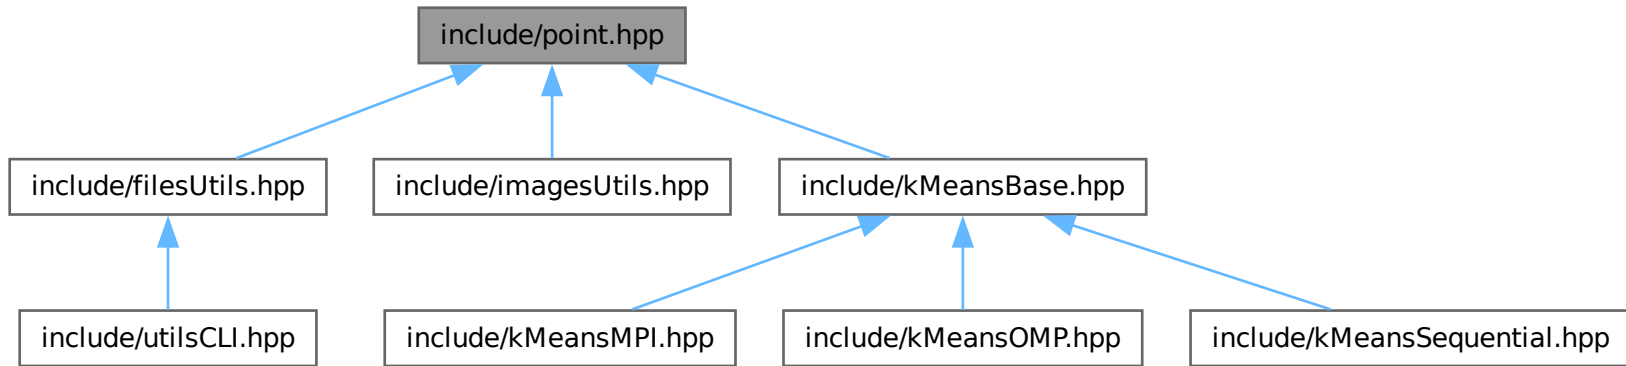 include/point.hpp
include/filesUtils.hpp
include/imagesUtils.hpp
include/kMeansBase.hpp
include/utilsCLI.hpp
include/kMeansMPI.hpp
include/kMeansOMP.hpp
include/kMeansSequential.hpp